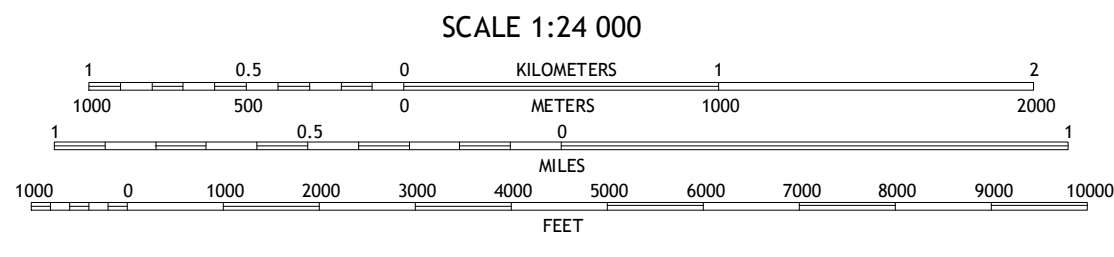 SCALE 1:24 000
1 0.5 0 KILOMETERS 1 2
1000 500 0 METERS 1000 2000
1 0.5 0 1
MILES
1000 0 1000 2000 3000 4000 5000 6000 7000 8000 9000 10000
FEET